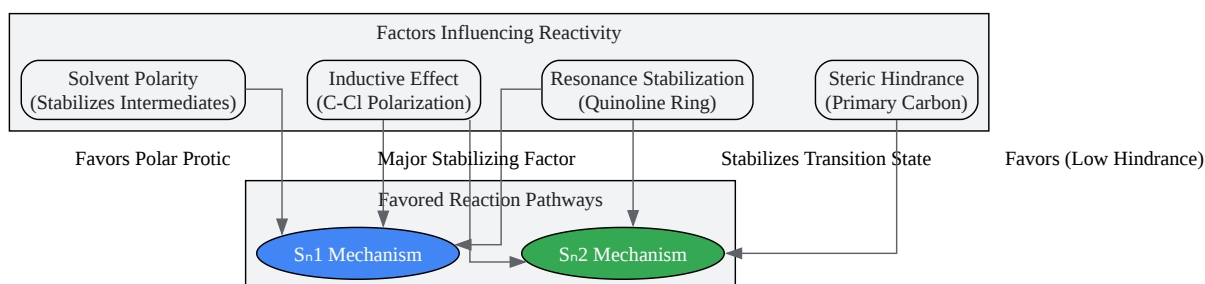 Factors Influencing Reactivity
Solvent Polarity
(Stabilizes Intermediates)
Inductive Effect
(C-Cl Polarization)
Resonance Stabilization
(Quinoline Ring)
Steric Hindrance
(Primary Carbon)
Favors Polar Protic
Major Stabilizing Factor
Stabilizes Transition State
Favors (Low Hindrance)
Favored Reaction Pathways
Sₙ1 Mechanism
Sₙ2 Mechanism